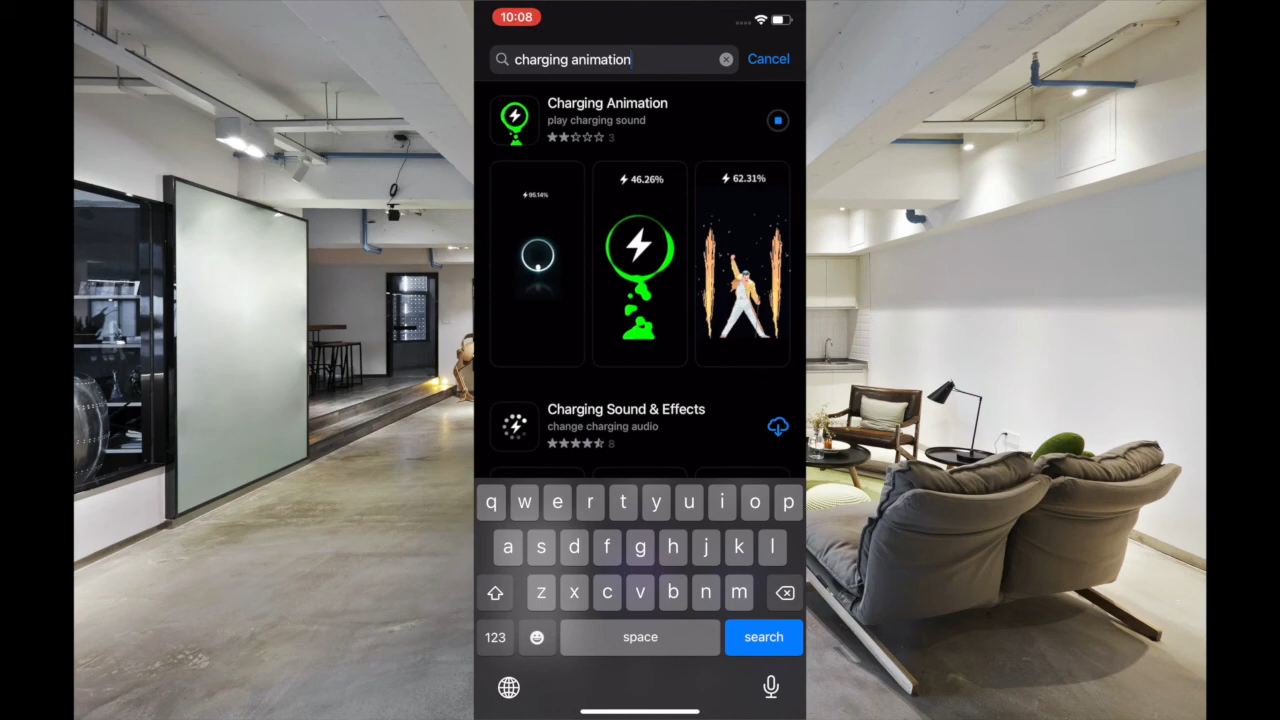 10:08
charging animation
Cancel
Charging Animation
play charging sound
3
95.14%
46.26%
62.31%
Charging Sound & Effects
change charging audio
8
q w e r t y u i o p
a s d f g h j k l
z x c v b n m
123
space
search